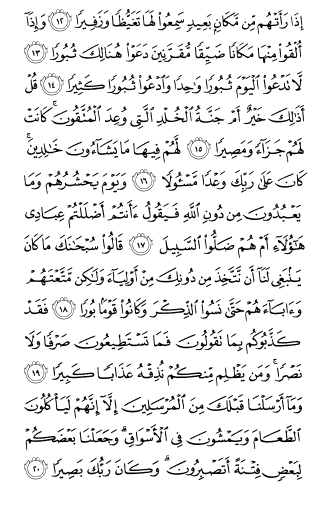 إِذَا رَأَتْهُم مِّن مَّكَانٍۭ بَعِيدٍ سَمِعُوا۟ لَهَا تَغَيُّظًا وَزَفِيرًا ﴿١٢﴾ وَإِذَآ
أُلْقُوا۟ مِنْهَا مَكَانًا ضَيِّقًا مُّقَرَّنِينَ دَعَوْا۟ هُنَالِكَ ثُبُورًا ﴿١٣﴾
لَّا تَدْعُوا۟ ٱلْيَوْمَ ثُبُورًا وَٰحِدًا وَٱدْعُوا۟ ثُبُورًا كَثِيرًا ﴿١٤﴾ قُلْ
أَذَٰلِكَ خَيْرٌ أَمْ جَنَّةُ ٱلْخُلْدِ ٱلَّتِى وُعِدَ ٱلْمُتَّقُونَ ۚ كَانَتْ
لَهُمْ جَزَآءً وَمَصِيرًا ﴿١٥﴾ لَّهُمْ فِيهَا مَا يَشَآءُونَ خَٰلِدِينَ ۚ
كَانَ عَلَىٰ رَبِّكَ وَعْدًا مَّسْـُٔولًا ﴿١٦﴾ وَيَوْمَ يَحْشُرُهُمْ وَمَا
يَعْبُدُونَ مِن دُونِ ٱللَّهِ فَيَقُولُ ءَأَنتُمْ أَضْلَلْتُمْ عِبَادِى
هَٰٓؤُلَآءِ أَمْ هُمْ ضَلُّوا۟ ٱلسَّبِيلَ ﴿١٧﴾ قَالُوا۟ سُبْحَٰنَكَ مَا كَانَ
يَنۢبَغِى لَنَآ أَن نَّتَّخِذَ مِن دُونِكَ مِنْ أَوْلِيَآءَ وَلَٰكِن مَّتَّعْتَهُمْ
وَءَابَآءَهُمْ حَتَّىٰ نَسُوا۟ ٱلذِّكْرَ وَكَانُوا۟ قَوْمًۢا بُورًا ﴿١٨﴾ فَقَدْ
كَذَّبُوكُم بِمَا تَقُولُونَ فَمَا تَسْتَطِيعُونَ صَرْفًا وَلَا
نَصْرًا ۚ وَمَن يَظْلِم مِّنكُمْ نُذِقْهُ عَذَابًا كَبِيرًا ﴿١٩﴾
وَمَآ أَرْسَلْنَا قَبْلَكَ مِنَ ٱلْمُرْسَلِينَ إِلَّآ إِنَّهُمْ لَيَأْكُلُونَ
ٱلطَّعَامَ وَيَمْشُونَ فِى ٱلْأَسْوَاقِ ۗ وَجَعَلْنَا بَعْضَكُمْ
لِبَعْضٍ فِتْنَةً أَتَصْبِرُونَ ۗ وَكَانَ رَبُّكَ بَصِيرًا ﴿٢٠﴾